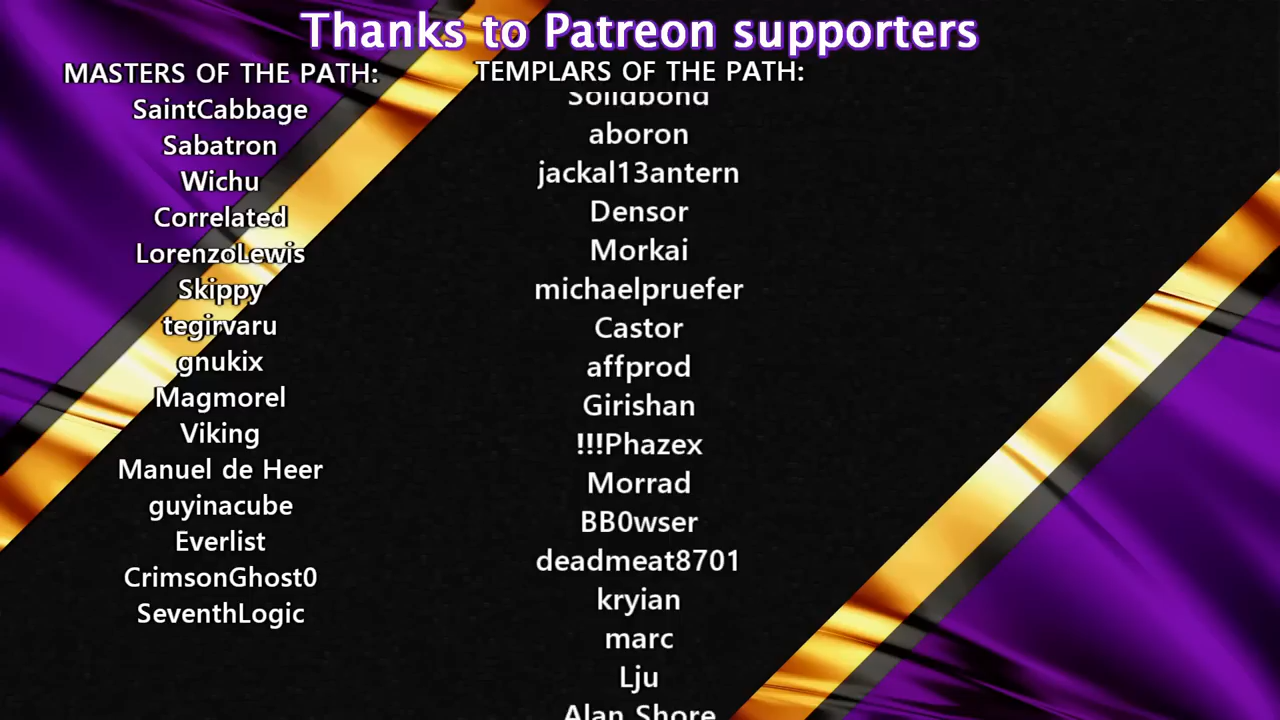 Thanks to Patreon supporters
MASTERS OF THE PATH:
SaintCabbage
Sabatron
Wichu
Correlated
LorenzoLewis
Skippy
tegirvaru
gnukix
Magmorel
Viking
Manuel de Heer
guyinacube
Everlist
CrimsonGhost0
SeventhLogic
TEMPLARS OF THE PATH:
Solidbond
aboron
jackal13antern
Densor
Morkai
michaelpruefer
Castor
affprod
Girishan
!!!Phazex
Morrad
BB0wser
deadmeat8701
kryian
marc
Lju
Alan Shore